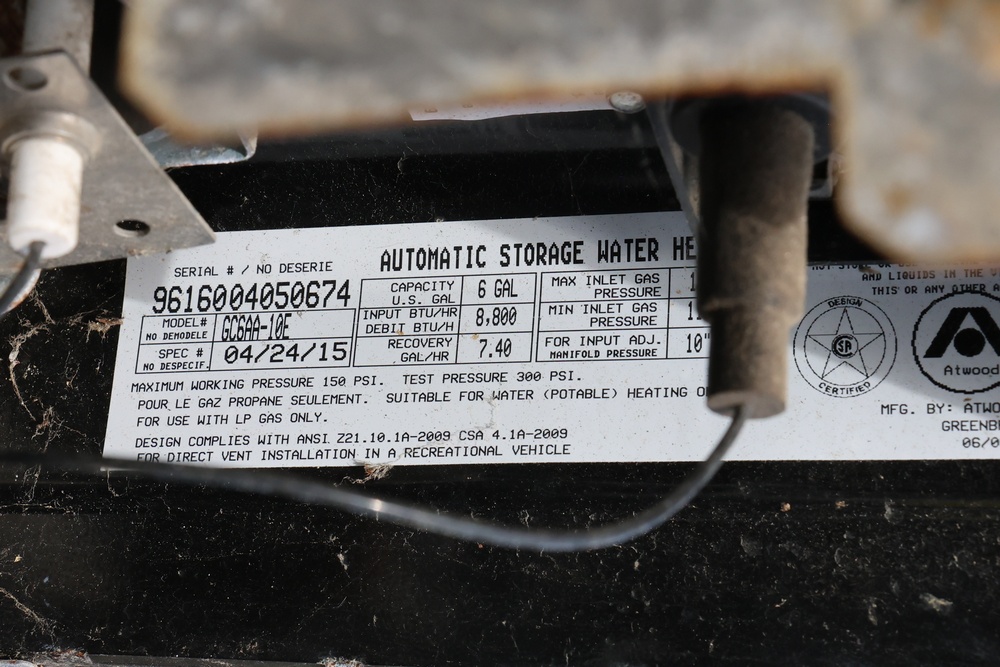 AUTOMATIC STORAGE WATER
SERIAL # / NO DESERIE
9616004050674
MODEL# GC6AA-10E
NO DEMODELE
SPEC # 04/24/15
NO DESPECIF.
CAPACITY 6 GAL
U.S. GAL
INPUT BTU/HR 8,800
DEBIT BTU/H
RECOVERY 7.40
.GAL/HR
MAX INLET GAS
PRESSURE
MIN INLET GAS
PRESSURE
FOR INPUT ADJ. 10"
MANIFOLD PRESSURE
MAXIMUM WORKING PRESSURE 150 PSI. TEST PRESSURE 300 PSI.
POUR LE GAZ PROPANE SEULEMENT. SUITABLE FOR WATER (POTABLE) HEATING
FOR USE WITH LP GAS ONLY.
DESIGN COMPLIES WITH ANSI Z21.10.1A-2009 CSA 4.1A-2009
FOR DIRECT VENT INSTALLATION IN A RECREATIONAL VEHICLE
AND LIQUIDS IN THE
THIS OR ANY OTHER
DESIGN
SA
CERTIFIED
Atwood
MFG. BY: